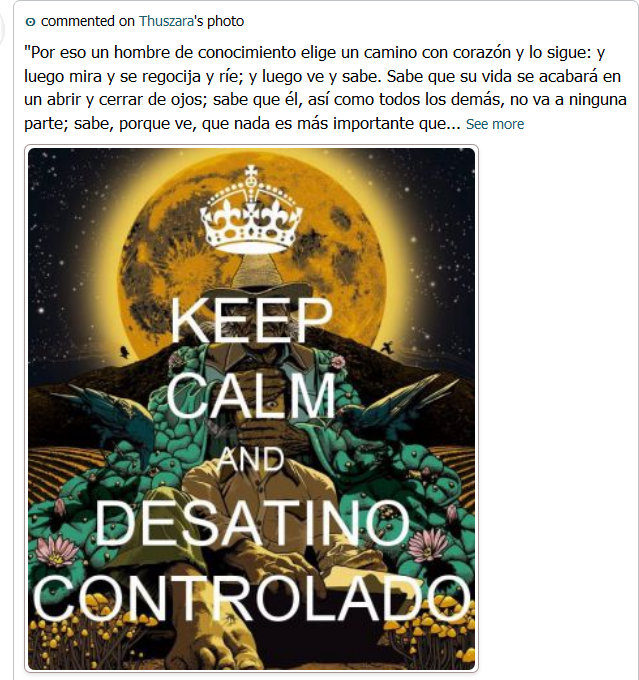 commented on Thuszara's photo
"Por eso un hombre de conocimiento elige un camino con corazón y lo sigue: y
luego mira y se regocija y ríe; y luego ve y sabe. Sabe que su vida se acabará en
un abrir y cerrar de ojos; sabe que él, así como todos los demás, no va a ninguna
parte; sabe, porque ve, que nada es más importante que... See more
KEEP
CALM
AND
DESATINO
CONTROLADO